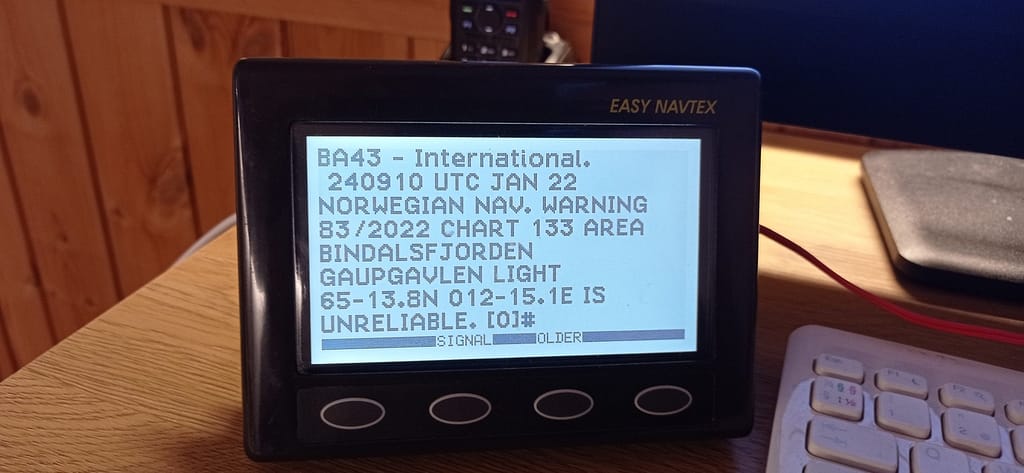 EASY NAVTEX
BA43 - International.
240910 UTC JAN 22
NORWEGIAN NAV. WARNING
83/2022 CHART 133 AREA
BINDALSFJORDEN
GAUPGAVLEN LIGHT
65-13.8N 012-15.1E IS
UNRELIABLE. [0]#
SIGNAL OLDER